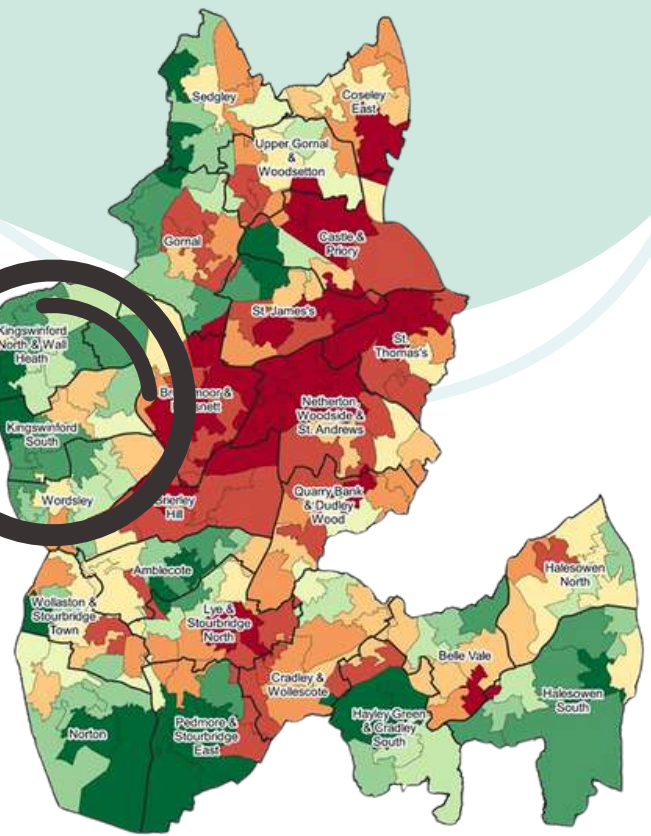 Sedgley
Coseley
East
Upper Gornal
&
Woodsetton
Gornal
Castle &
Priory
St. James's
St.
Thomas's
Kingswinford
North & Wall
Heath
&
Netherton,
Woodside &
St. Andrews
Kingswinford
South
Wordsley
Hill
Quarry Bank
& Dudley
Wood
Amblecote
Halesowen
North
Wollaston &
Stourbridge
Town
Lye &
Stourbridge
North
Belle Vale
Cradley &
Wollescote
Halesowen
South
Norton
Pedmore &
Stourbridge
East
Hayley Green
& Cradley
South